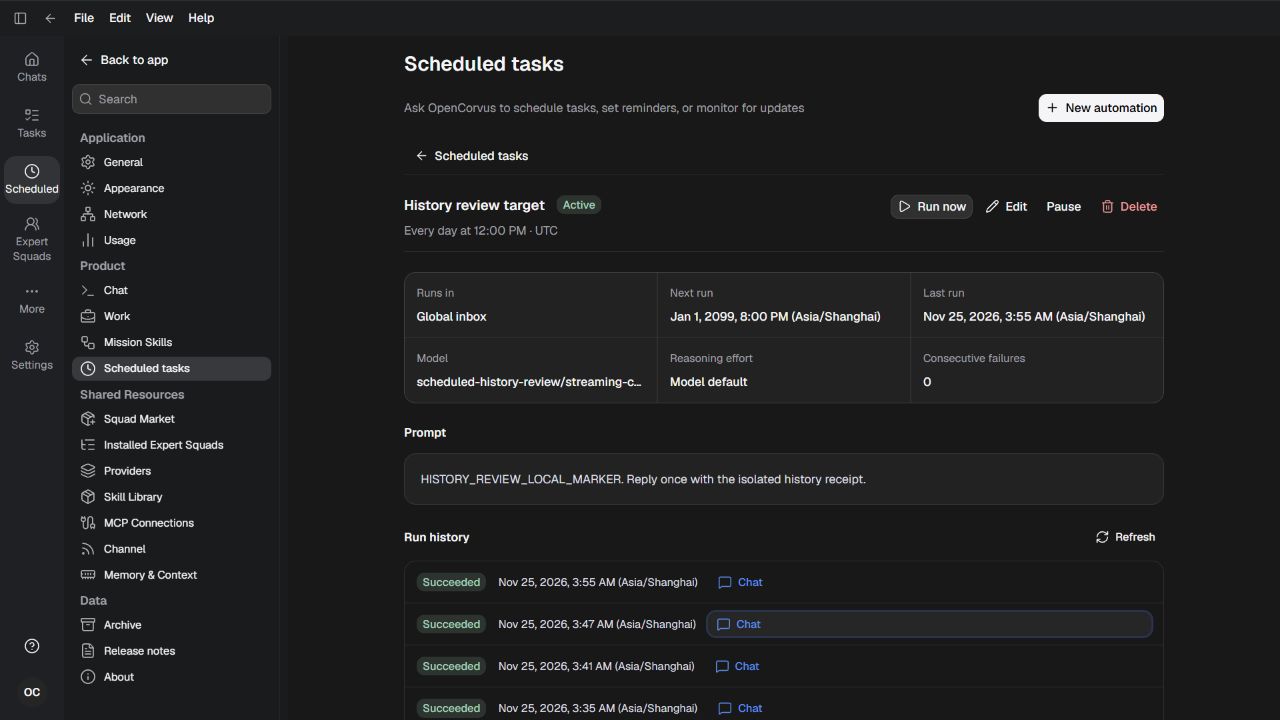 File Edit View Help
Chats
Tasks
Scheduled
Expert
Squads
More
Settings
OC
Back to app
Search
Application
General
Appearance
Network
Usage
Product
Chat
Work
Mission Skills
Scheduled tasks
Shared Resources
Squad Market
Installed Expert Squads
Providers
Skill Library
MCP Connections
Channel
Memory & Context
Data
Archive
Release notes
About
Scheduled tasks
Ask OpenCorvus to schedule tasks, set reminders, or monitor for updates
New automation
Scheduled tasks
History review target Active
Run now Edit Pause Delete
Every day at 12:00 PM · UTC
Runs in
Global inbox
Next run
Jan 1, 2099, 8:00 PM (Asia/Shanghai)
Last run
Nov 25, 2026, 3:55 AM (Asia/Shanghai)
Model
scheduled-history-review/streaming-c...
Reasoning effort
Model default
Consecutive failures
0
Prompt
HISTORY_REVIEW_LOCAL_MARKER. Reply once with the isolated history receipt.
Run history
Refresh
Succeeded Nov 25, 2026, 3:55 AM (Asia/Shanghai) Chat
Succeeded Nov 25, 2026, 3:47 AM (Asia/Shanghai) Chat
Succeeded Nov 25, 2026, 3:41 AM (Asia/Shanghai) Chat
Succeeded Nov 25, 2026, 3:35 AM (Asia/Shanghai) Chat